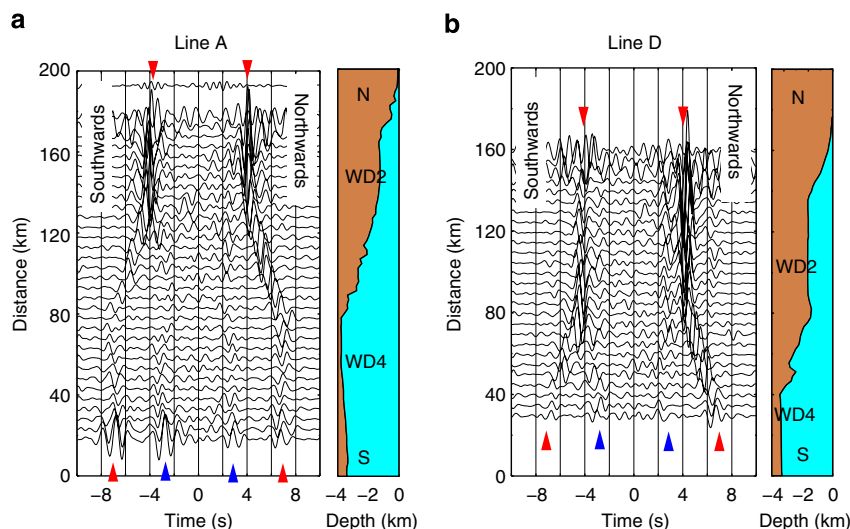 a
Line A
Southwards
Northwards
200
160
120
80
40
0
Distance (km)
−8 −4 0 4 8
Time (s)
N
WD2
WD4
S
−4 0
Depth (km)
b
Line D
Southwards
Northwards
200
160
120
80
40
0
Distance (km)
−8 −4 0 4 8
Time (s)
N
WD2
WD4
S
−4 0
Depth (km)